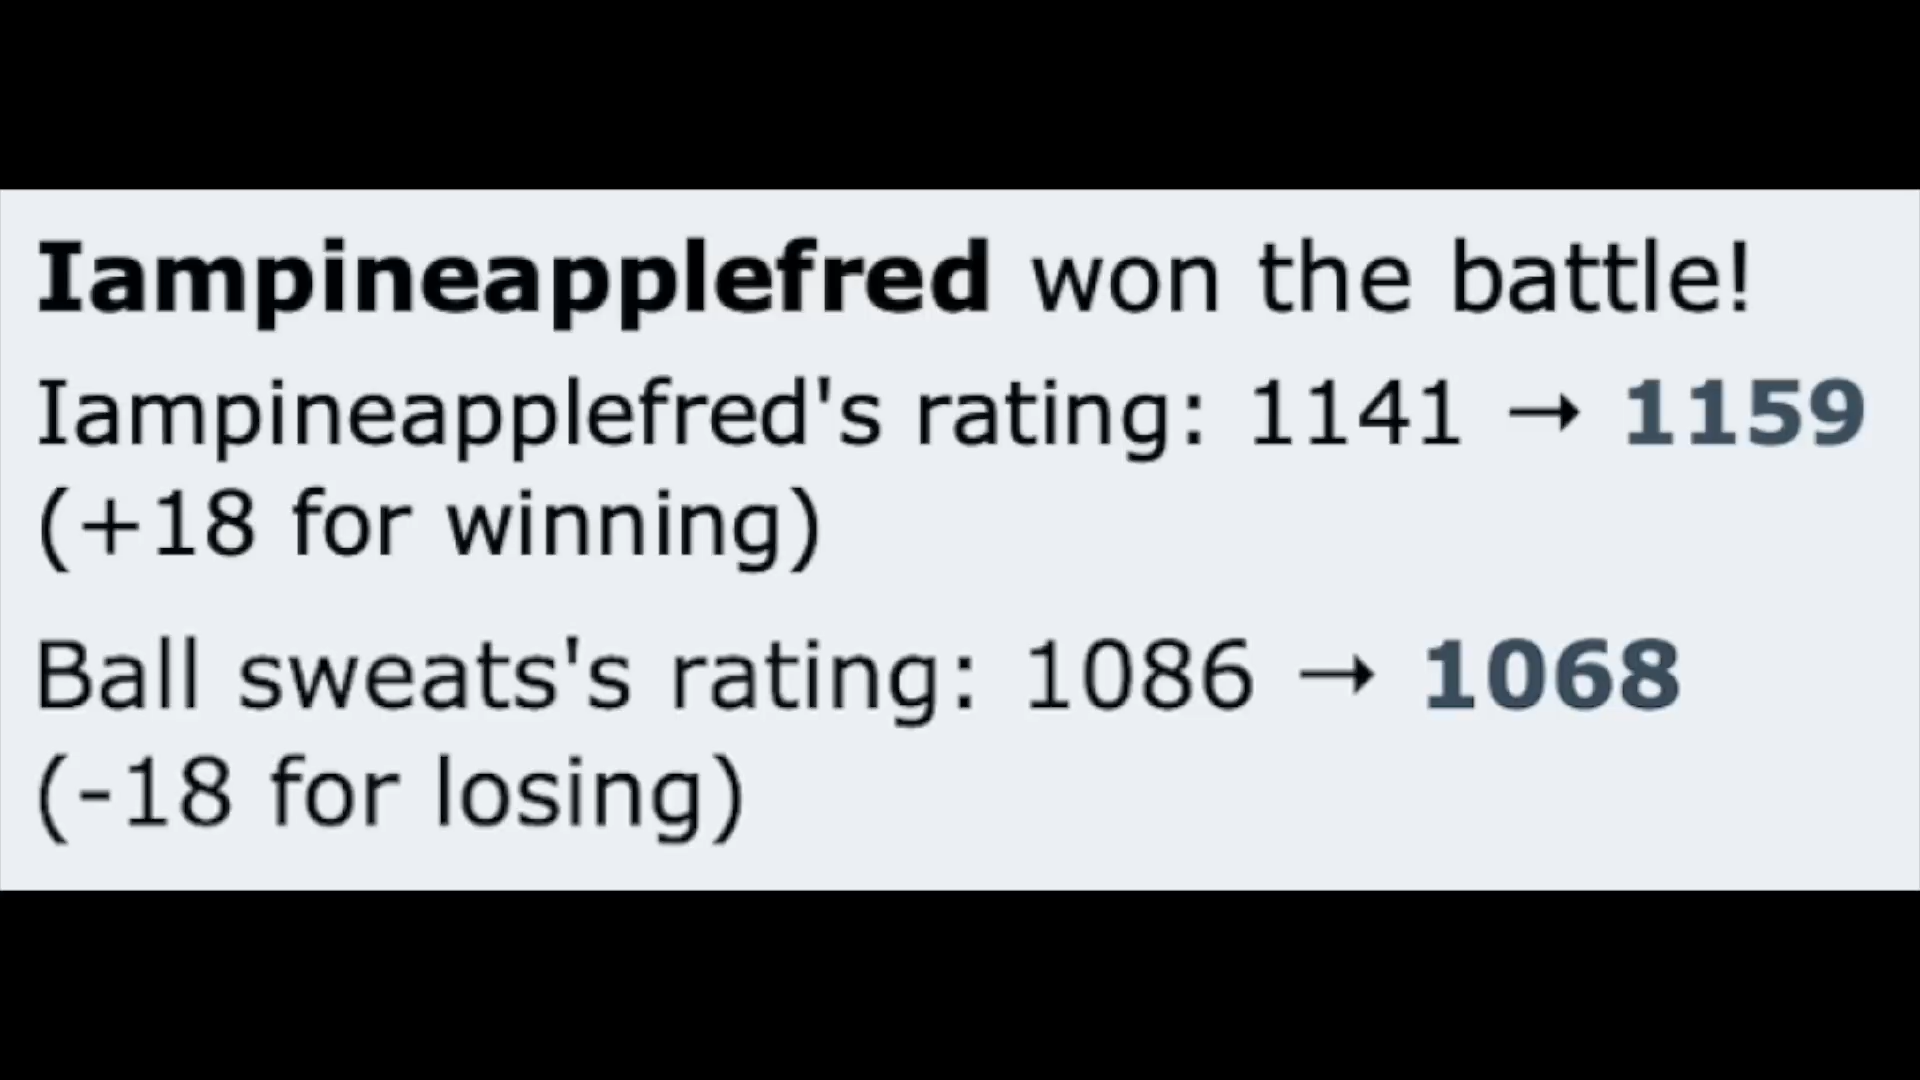 Iampineapplefred won the battle!
Iampineapplefred's rating: 1141 → 1159
(+18 for winning)
Ball sweats's rating: 1086 → 1068
(-18 for losing)